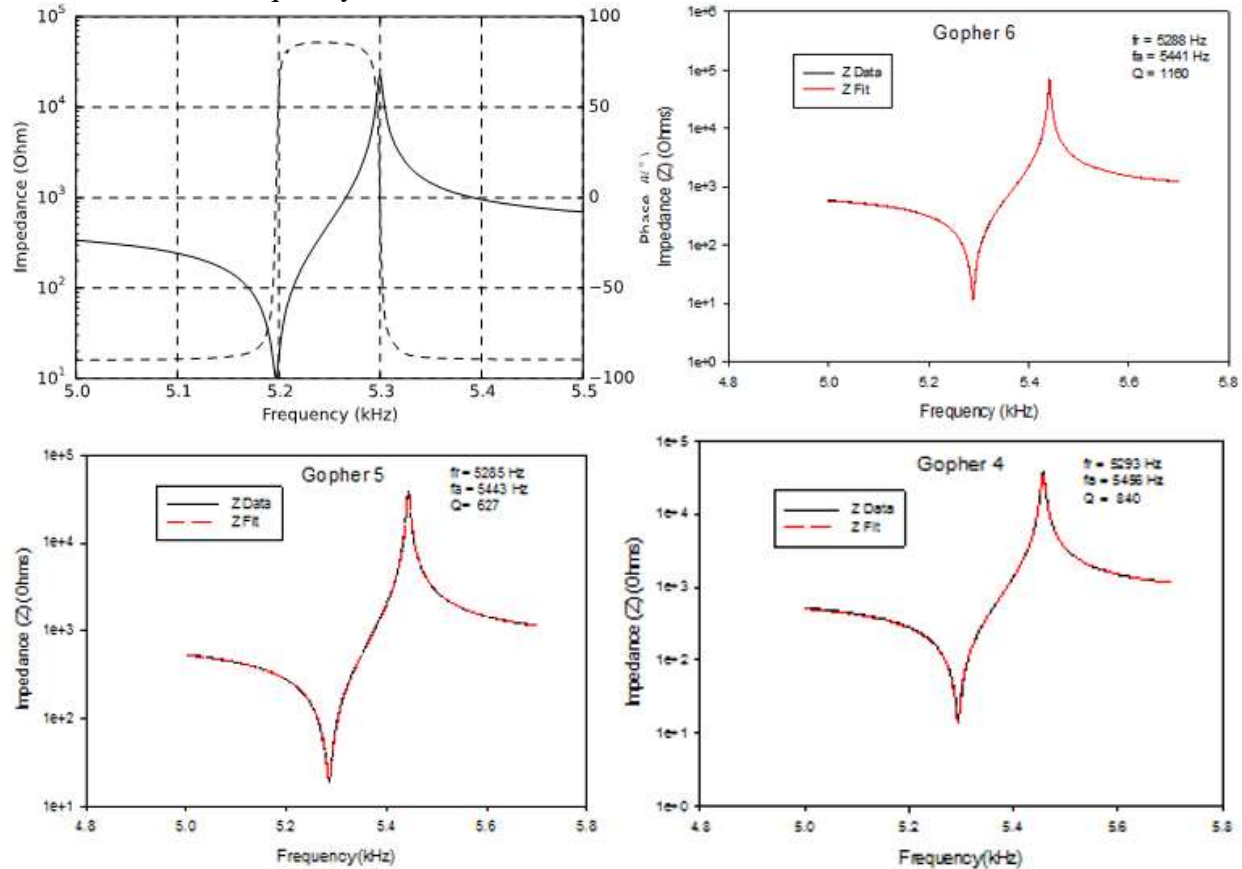 10^5
10^4
10^3
10^2
10^1
Impedance (Ohm)
100
50
0
−50
−100
5.0 5.1 5.2 5.3 5.4 5.5
Frequency (kHz)
Gopher 6
fr = 5288 Hz
fa = 5441 Hz
Q = 1160
Z Data
Z Fit
1e+6
1e+5
1e+4
1e+3
1e+2
1e+1
1e+0
Phase
Impedance (Z) (Ohms)
4.8 5.0 5.2 5.4 5.6 5.8
Frequency (kHz)
Gopher 5
fr = 5285 Hz
fa = 5443 Hz
Q = 627
Z Data
Z Fit
1e+5
1e+4
1e+3
1e+2
1e+1
Impedance (Z) (Ohms)
4.8 5.0 5.2 5.4 5.6 5.8
Frequency(kHz)
Gopher 4
fr = 5293 Hz
fa = 5456 Hz
Q = 840
Z Data
Z Fit
1e+5
1e+4
1e+3
1e+2
1e+1
1e+0
Impedance (Z) (Ohms)
4.8 5.0 5.2 5.4 5.6 5.8
Frequency(kHz)